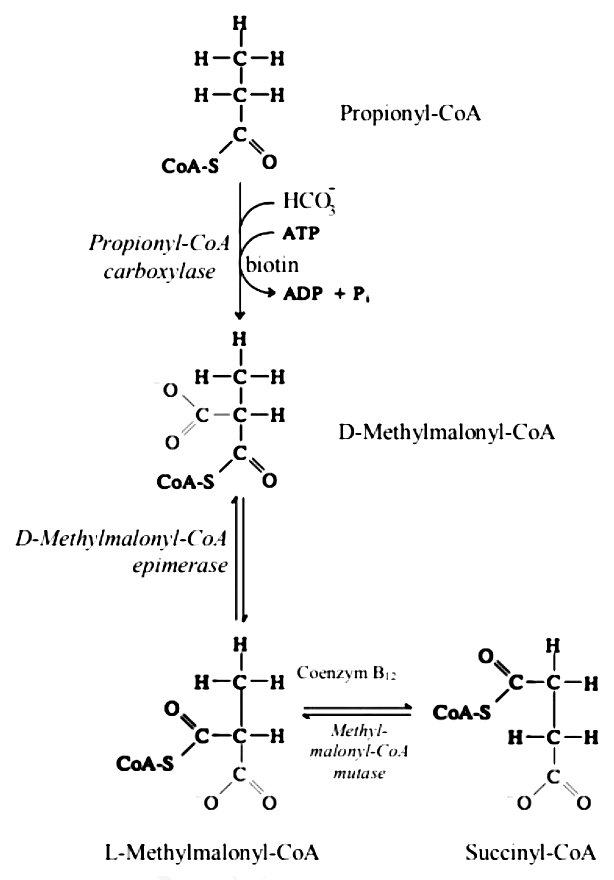 H
H-C-H
H-C-H
Propionyl-CoA
C
CoA-S O
HCO₃⁻
Propionyl-CoA
carboxylase
ATP
biotin
ADP + Pᵢ
H
H-C-H
⁻O
C-C-H
O
D-Methylmalonyl-CoA
C
CoA-S O
D-Methylmalonyl-CoA
epimerase
H
H-C-H
O
C-C-H
CoA-S
C
⁻O O
Coenzym B₁₂
Methyl-
malonyl-CoA
mutase
H
O
C-C-H
CoA-S
H-C-H
C
⁻O O
L-Methylmalonyl-CoA
Succinyl-CoA